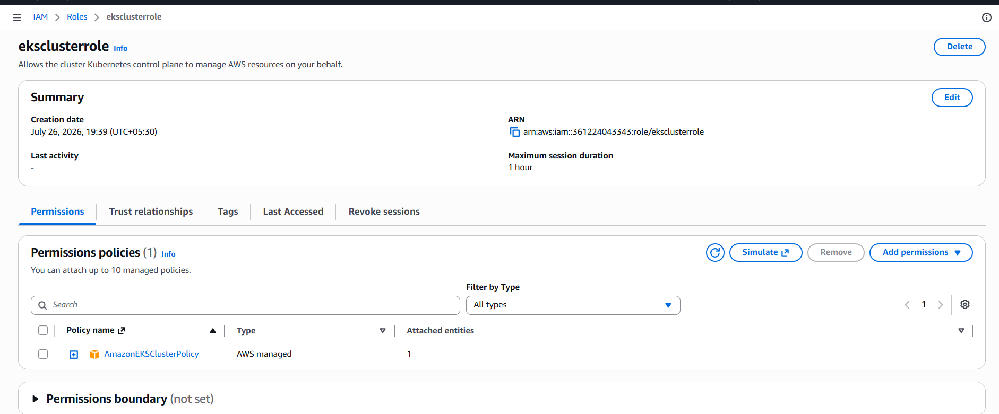 IAM > Roles > eksclusterrole
eksclusterrole Info
Delete
Allows the cluster Kubernetes control plane to manage AWS resources on your behalf.
Summary
Edit
Creation date
July 26, 2026, 19:39 (UTC+05:30)
ARN
arn:aws:iam::361224043343:role/eksclusterrole
Last activity
-
Maximum session duration
1 hour
Permissions Trust relationships Tags Last Accessed Revoke sessions
Permissions policies (1) Info
Simulate Remove Add permissions
You can attach up to 10 managed policies.
Filter by Type
Search
All types
1
Policy name Type Attached entities
AmazonEKSClusterPolicy AWS managed 1
Permissions boundary (not set)